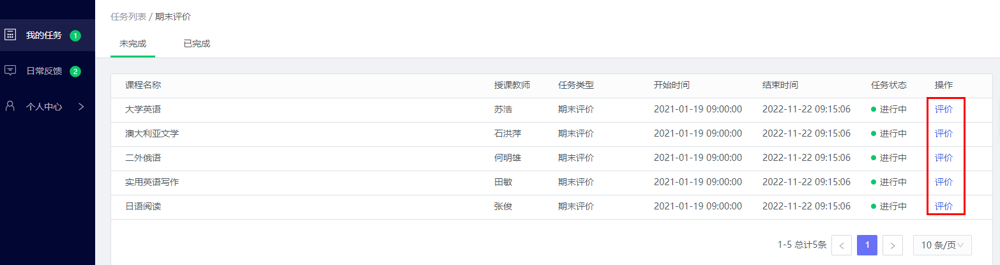 我的任务 1
日常反馈 2
个人中心
任务列表 / 期末评价
未完成 已完成
课程名称 授课教师 任务类型 开始时间 结束时间 任务状态 操作
大学英语 苏浩 期末评价 2021-01-19 09:00:00 2022-11-22 09:15:06 进行中 评价
澳大利亚文学 石洪萍 期末评价 2021-01-19 09:00:00 2022-11-22 09:15:06 进行中 评价
二外俄语 何明雄 期末评价 2021-01-19 09:00:00 2022-11-22 09:15:06 进行中 评价
实用英语写作 田敏 期末评价 2021-01-19 09:00:00 2022-11-22 09:15:06 进行中 评价
日语阅读 张俊 期末评价 2021-01-19 09:00:00 2022-11-22 09:15:06 进行中 评价
1-5 总计5条 < 1 > 10 条/页